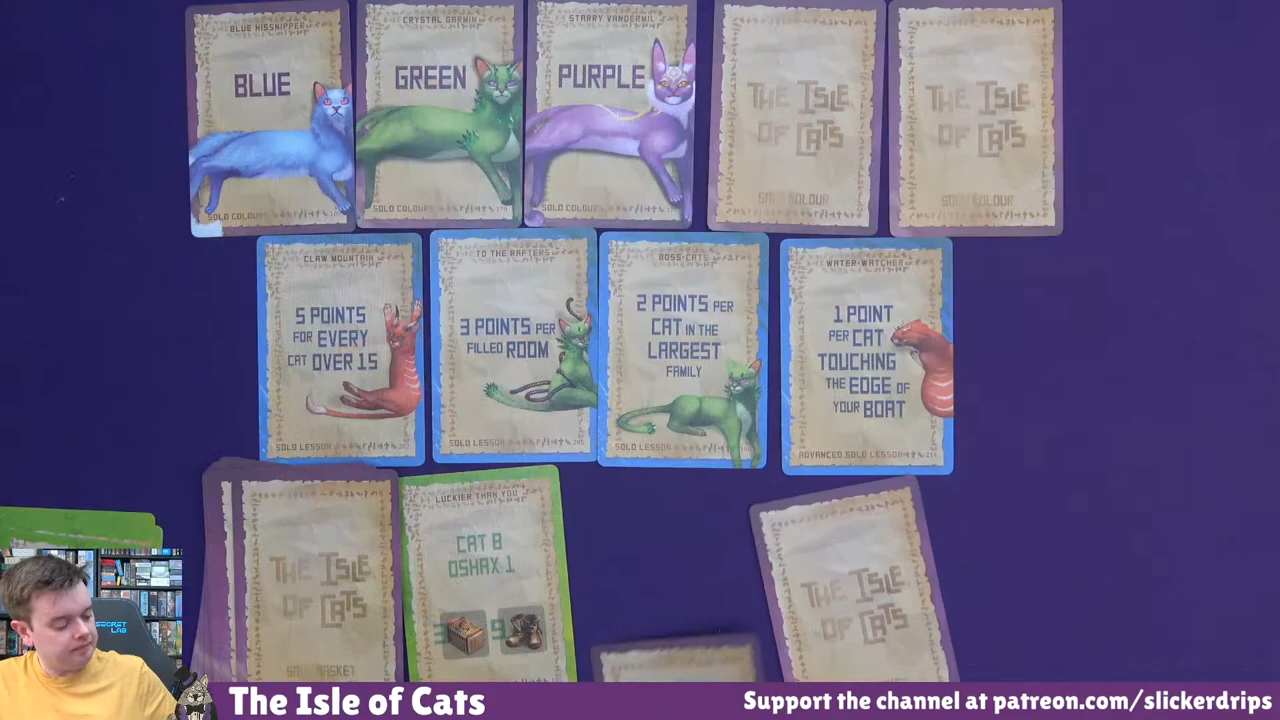 BLUE HISSNIPPER
BLUE
SOLO COLOURS
CRYSTAL GARMIN
GREEN
SOLO COLOURS
STARRY VANDERMIL
PURPLE
SOLO COLOURS
THE ISLE
OF CATS
SOLO COLOUR
THE ISLE
OF CATS
SOLO COLOUR
CLAW MOUNTAIN
5 POINTS
FOR EVERY
CAT OVER 15
SOLO LESSON
TO THE RAFTERS
3 POINTS PER
FILLED ROOM
SOLO LESSON
BOSS-CATS
2 POINTS PER
CAT IN THE
LARGEST
FAMILY
SOLO LESSON
WATER-WATCHER
1 POINT
PER CAT
TOUCHING
THE EDGE OF
YOUR BOAT
ADVANCED SOLO LESSON
THE ISLE
OF CATS
SOLO BASKET
LUCKIER THAN YOU
CAT 8
OSHAX 1
3 9
THE ISLE
OF CATS
SECRET
LAB
The Isle of Cats
Support the channel at patreon.com/slickerdrips